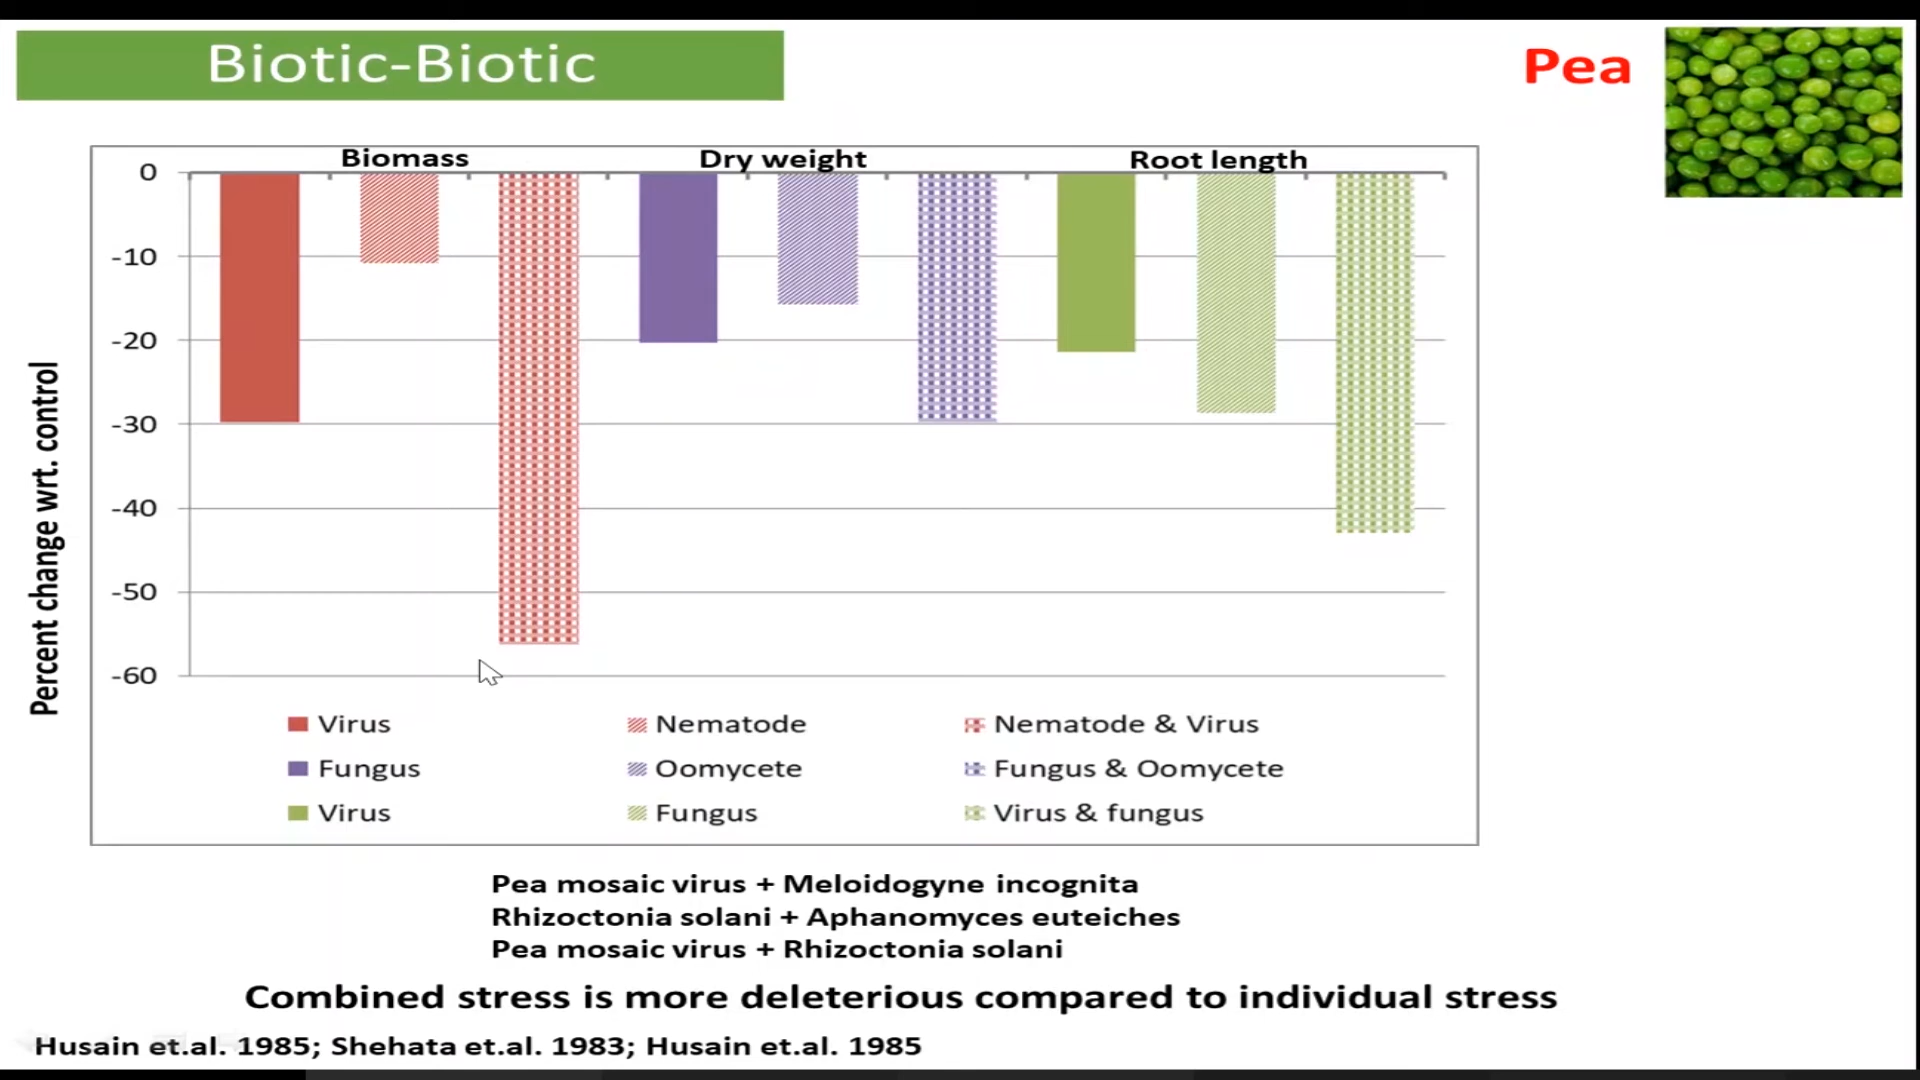 Biotic-Biotic
Pea
Biomass Dry weight Root length
0
-10
-20
-30
-40
-50
-60
Percent change wrt. control
Virus Nematode Nematode & Virus
Fungus Oomycete Fungus & Oomycete
Virus Fungus Virus & fungus
Pea mosaic virus + Meloidogyne incognita
Rhizoctonia solani + Aphanomyces euteiches
Pea mosaic virus + Rhizoctonia solani
Combined stress is more deleterious compared to individual stress
Husain et.al. 1985; Shehata et.al. 1983; Husain et.al. 1985